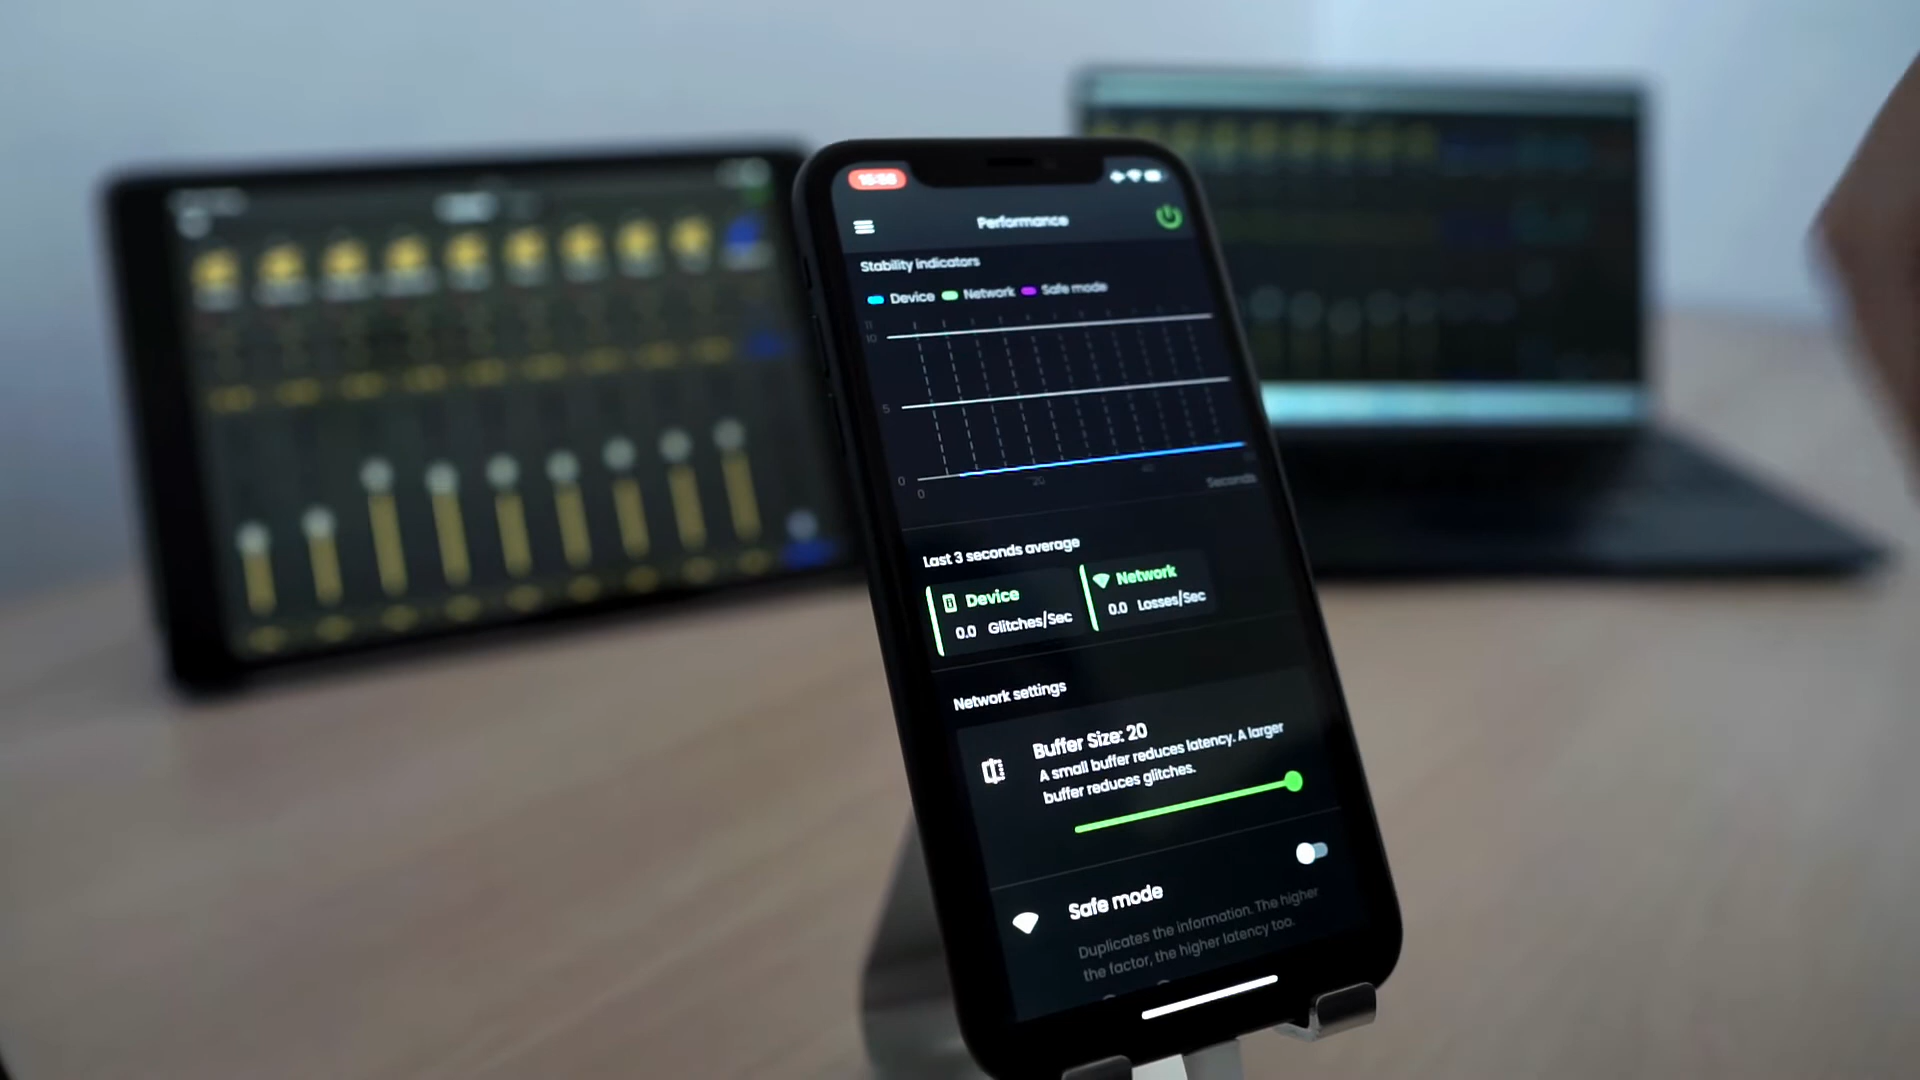 Performance
Stability indicators
Device Network Safe mode
11
10
5
0
0 20 40
Seconds
Last 3 seconds average
Device
0.0 Glitches/Sec
Network
0.0 Losses/Sec
Network settings
Buffer Size: 20
A small buffer reduces latency. A larger
buffer reduces glitches.
Safe mode
Duplicates the information. The higher
the factor, the higher latency too.